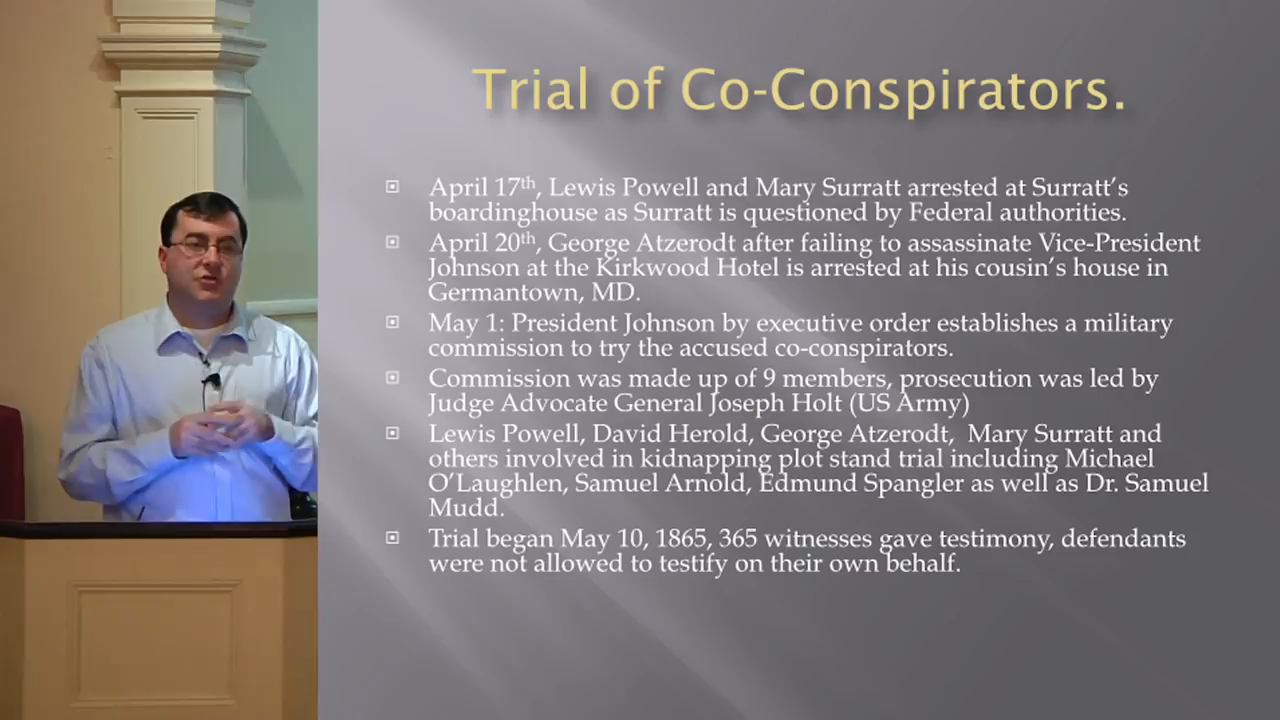 Trial of Co-Conspirators.
April 17th, Lewis Powell and Mary Surratt arrested at Surratt's
boardinghouse as Surratt is questioned by Federal authorities.
April 20th, George Atzerodt after failing to assassinate Vice-President
Johnson at the Kirkwood Hotel is arrested at his cousin's house in
Germantown, MD.
May 1: President Johnson by executive order establishes a military
commission to try the accused co-conspirators.
Commission was made up of 9 members, prosecution was led by
Judge Advocate General Joseph Holt (US Army)
Lewis Powell, David Herold, George Atzerodt,  Mary Surratt and
others involved in kidnapping plot stand trial including Michael
O'Laughlen, Samuel Arnold, Edmund Spangler as well as Dr. Samuel
Mudd.
Trial began May 10, 1865, 365 witnesses gave testimony, defendants
were not allowed to testify on their own behalf.